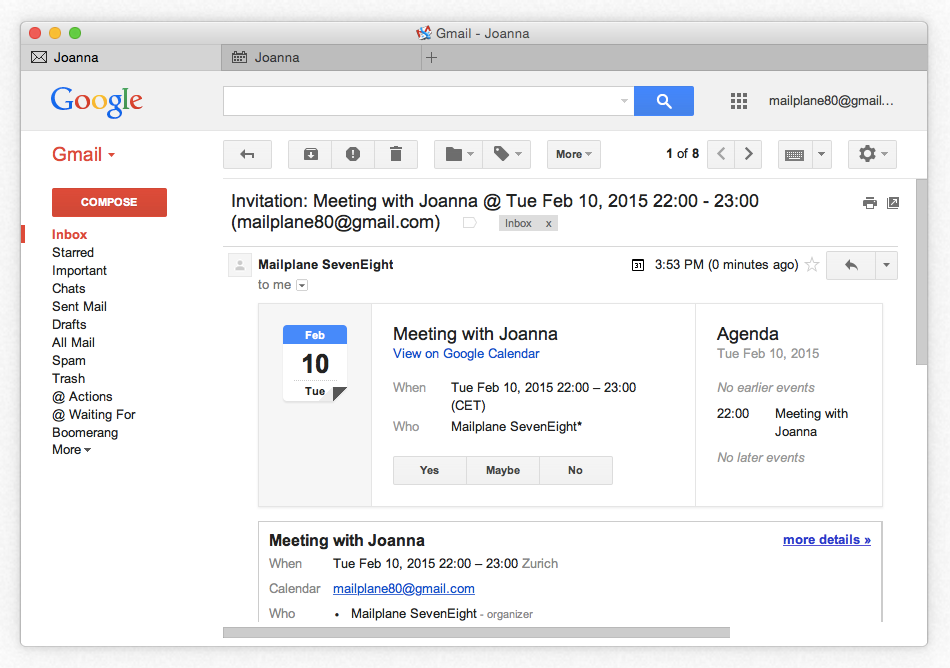 Gmail - Joanna
Joanna
Joanna
Google
mailplane80@gmail...
Gmail
More
1 of 8
COMPOSE
Inbox
Starred
Important
Chats
Sent Mail
Drafts
All Mail
Spam
Trash
@ Actions
@ Waiting For
Boomerang
More
Invitation: Meeting with Joanna @ Tue Feb 10, 2015 22:00 - 23:00
(mailplane80@gmail.com)
Inbox x
Mailplane SevenEight
31 3:53 PM (0 minutes ago)
to me
Feb
10
Tue
Meeting with Joanna
View on Google Calendar
When Tue Feb 10, 2015 22:00 – 23:00
(CET)
Who Mailplane SevenEight*
Yes Maybe No
Agenda
Tue Feb 10, 2015
No earlier events
22:00 Meeting with
Joanna
No later events
Meeting with Joanna
more details »
When Tue Feb 10, 2015 22:00 – 23:00 Zurich
Calendar mailplane80@gmail.com
Who • Mailplane SevenEight - organizer